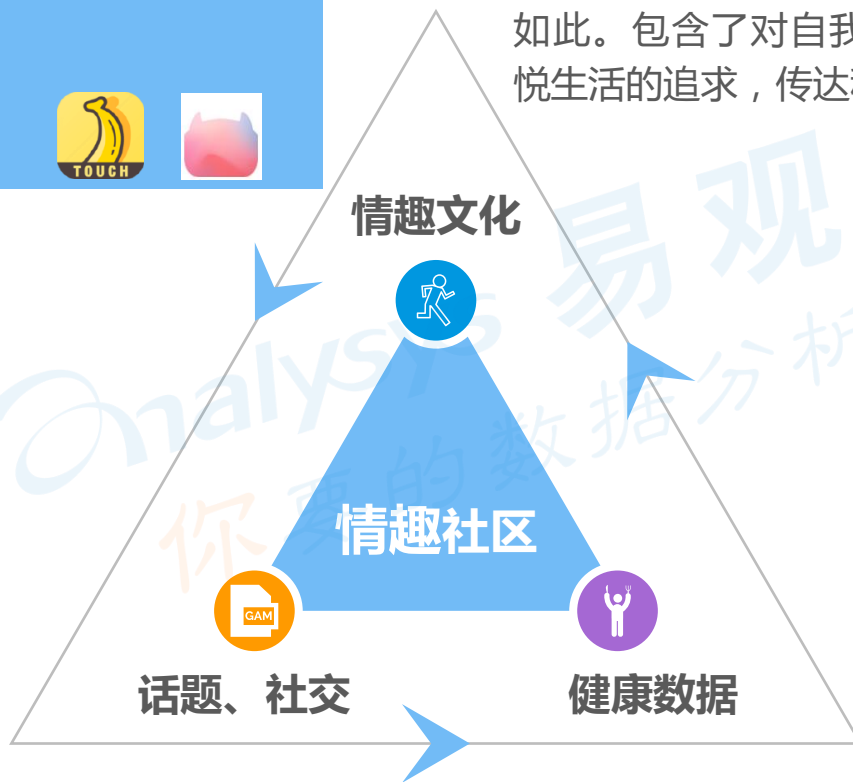 如此。包含了对自我
悦生活的追求，传达
TOUCH
情趣文化
nalysys 易观
你要的数据分析
情趣社区
GAM
话题、社交
健康数据